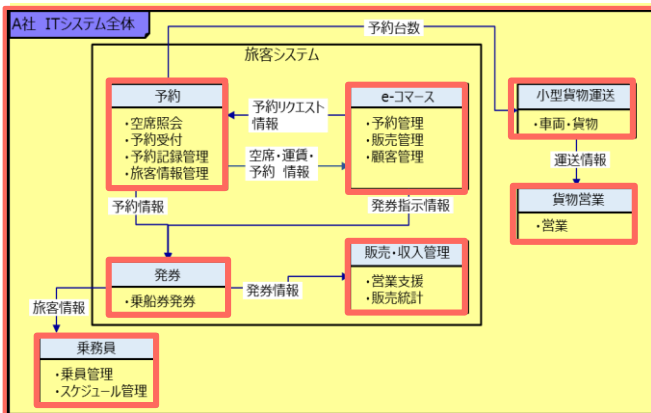 A社 ITシステム全体
予約台数
旅客システム
予約
・空席照会
・予約受付
・予約記録管理
・旅客情報管理
予約リクエスト
情報
空席・運賃・
予約 情報
e-コマース
・予約管理
・販売管理
・顧客管理
小型貨物運送
・車両・貨物
運送情報
貨物営業
・営業
予約情報
発券指示情報
発券
・乗船券発券
発券情報
販売・収入管理
・営業支援
・販売統計
旅客情報
乗務員
・乗員管理
・スケジュール管理